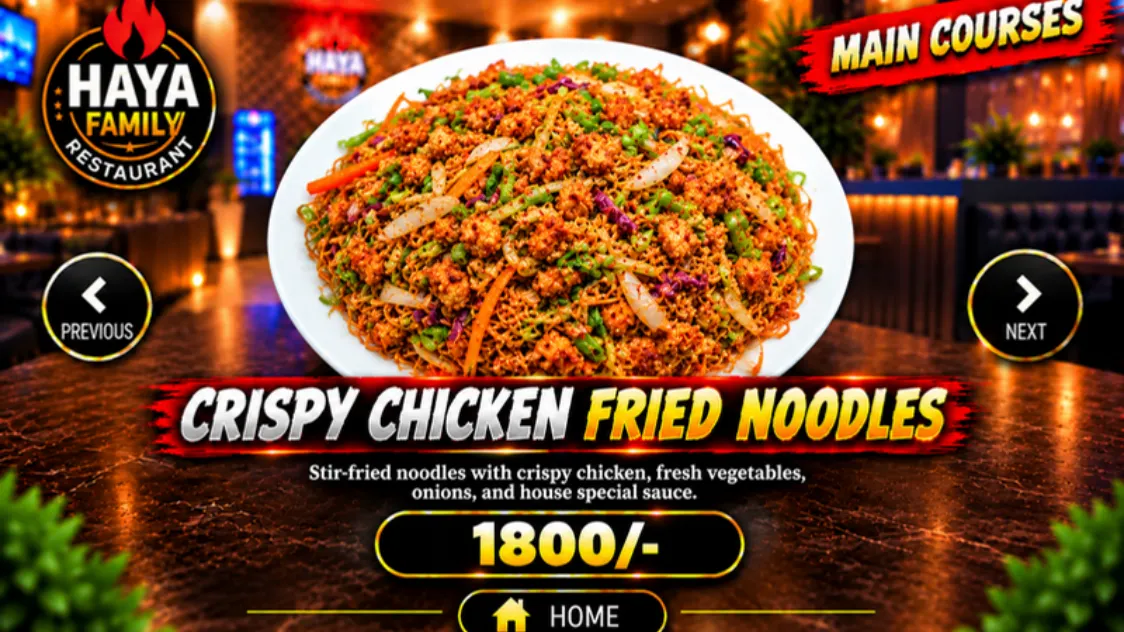 HAYA
FAMILY
RESTAURANT
HAYA
MAIN COURSES
PREVIOUS
NEXT
CRISPY CHICKEN FRIED NOODLES
Stir-fried noodles with crispy chicken, fresh vegetables,
onions, and house special sauce.
1800/-
HOME